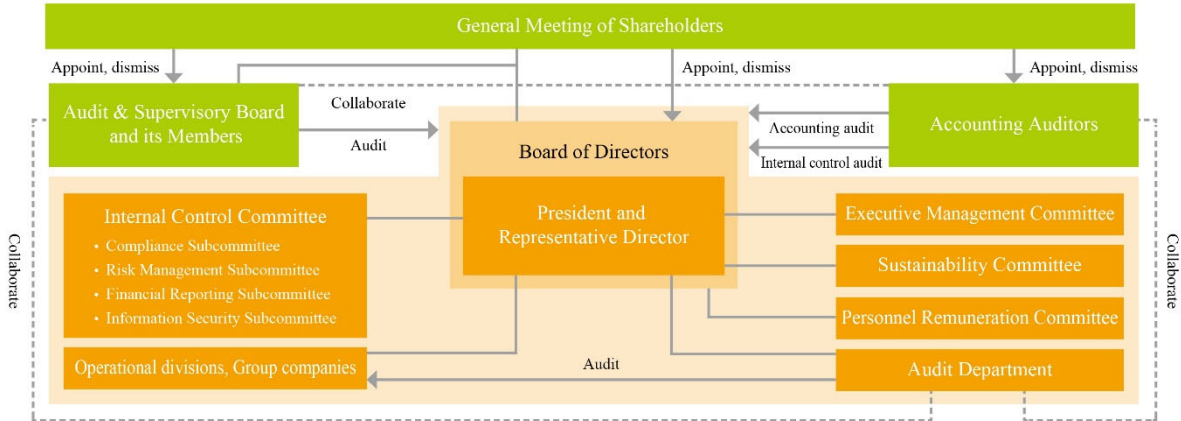 General Meeting of Shareholders
Appoint, dismiss
Appoint, dismiss
Appoint, dismiss
Audit & Supervisory Board
and its Members
Collaborate
Audit
Accounting audit
Internal control audit
Accounting Auditors
Board of Directors
President and
Representative Director
Internal Control Committee
• Compliance Subcommittee
• Risk Management Subcommittee
• Financial Reporting Subcommittee
• Information Security Subcommittee
Operational divisions, Group companies
Executive Management Committee
Sustainability Committee
Personnel Remuneration Committee
Audit Department
Audit
Collaborate
Collaborate